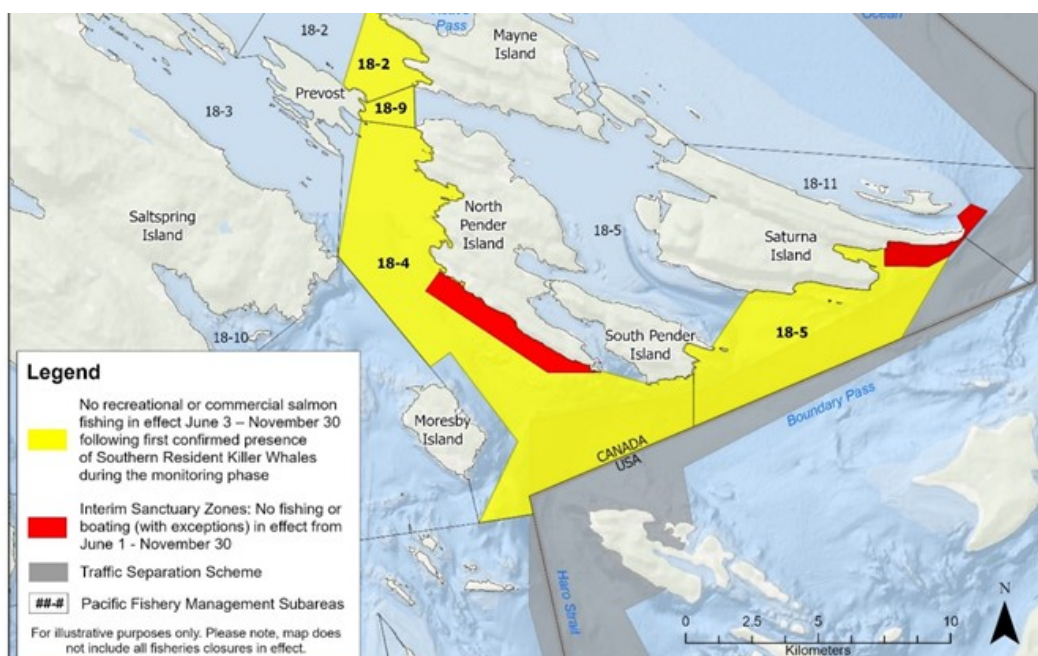 Pass
Ocean
18-2
Mayne
Island
18-2
Prevost
18-9
18-3
18-11
Saltspring
Island
North
Pender
Island
18-5
Saturna
Island
18-4
18-10
South Pender
Island
18-5
Moresby
Island
Boundary Pass
CANADA
USA
Haro Strait
Legend
No recreational or commercial salmon
fishing in effect June 3 – November 30
following first confirmed presence
of Southern Resident Killer Whales
during the monitoring phase
Interim Sanctuary Zones: No fishing or
boating (with exceptions) in effect from
June 1 - November 30
Traffic Separation Scheme
##-# Pacific Fishery Management Subareas
For illustrative purposes only. Please note, map does
not include all fisheries closures in effect.
N
0 2.5 5 10
Kilometers